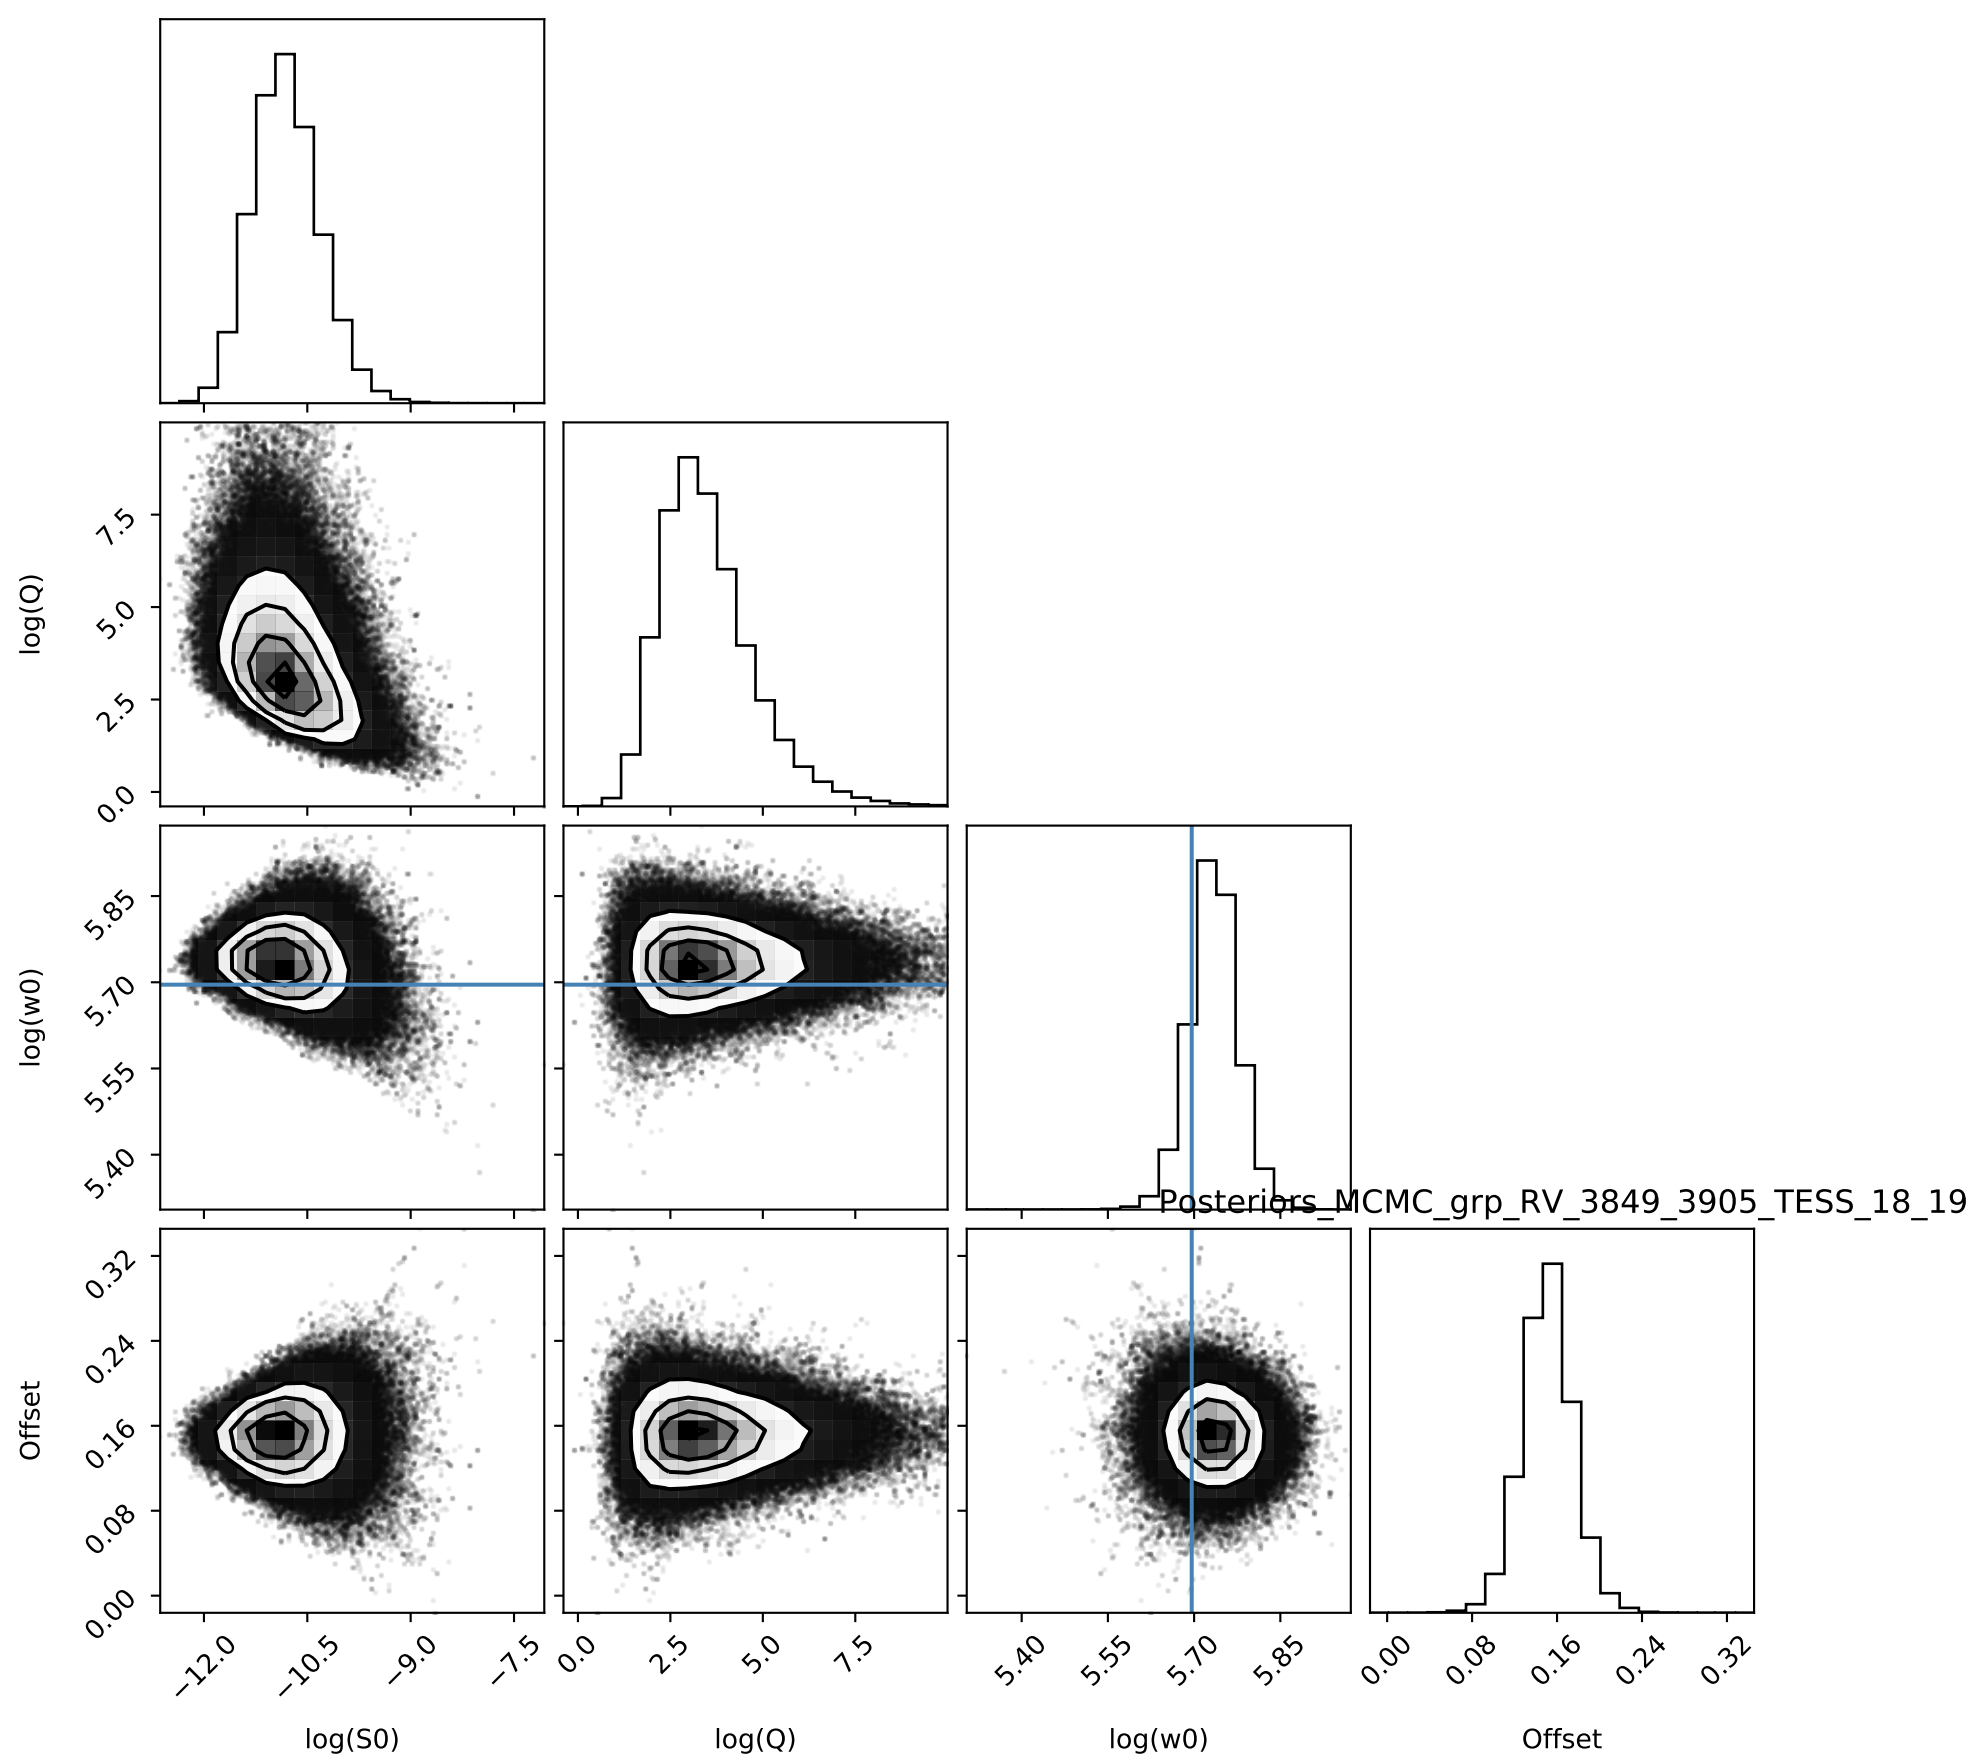 log(Q)
7.5
5.0
2.5
0.0
log(w0)
5.85
5.70
5.55
5.40
Posteriors_MCMC_grp_RV_3849_3905_TESS_18_19
Offset
0.32
0.24
0.16
0.08
0.00
−12.0 −10.5 −9.0 −7.5 0.0 2.5 5.0 7.5 5.40 5.55 5.70 5.85 0.00 0.08 0.16 0.24 0.32
log(S0) log(Q) log(w0) Offset